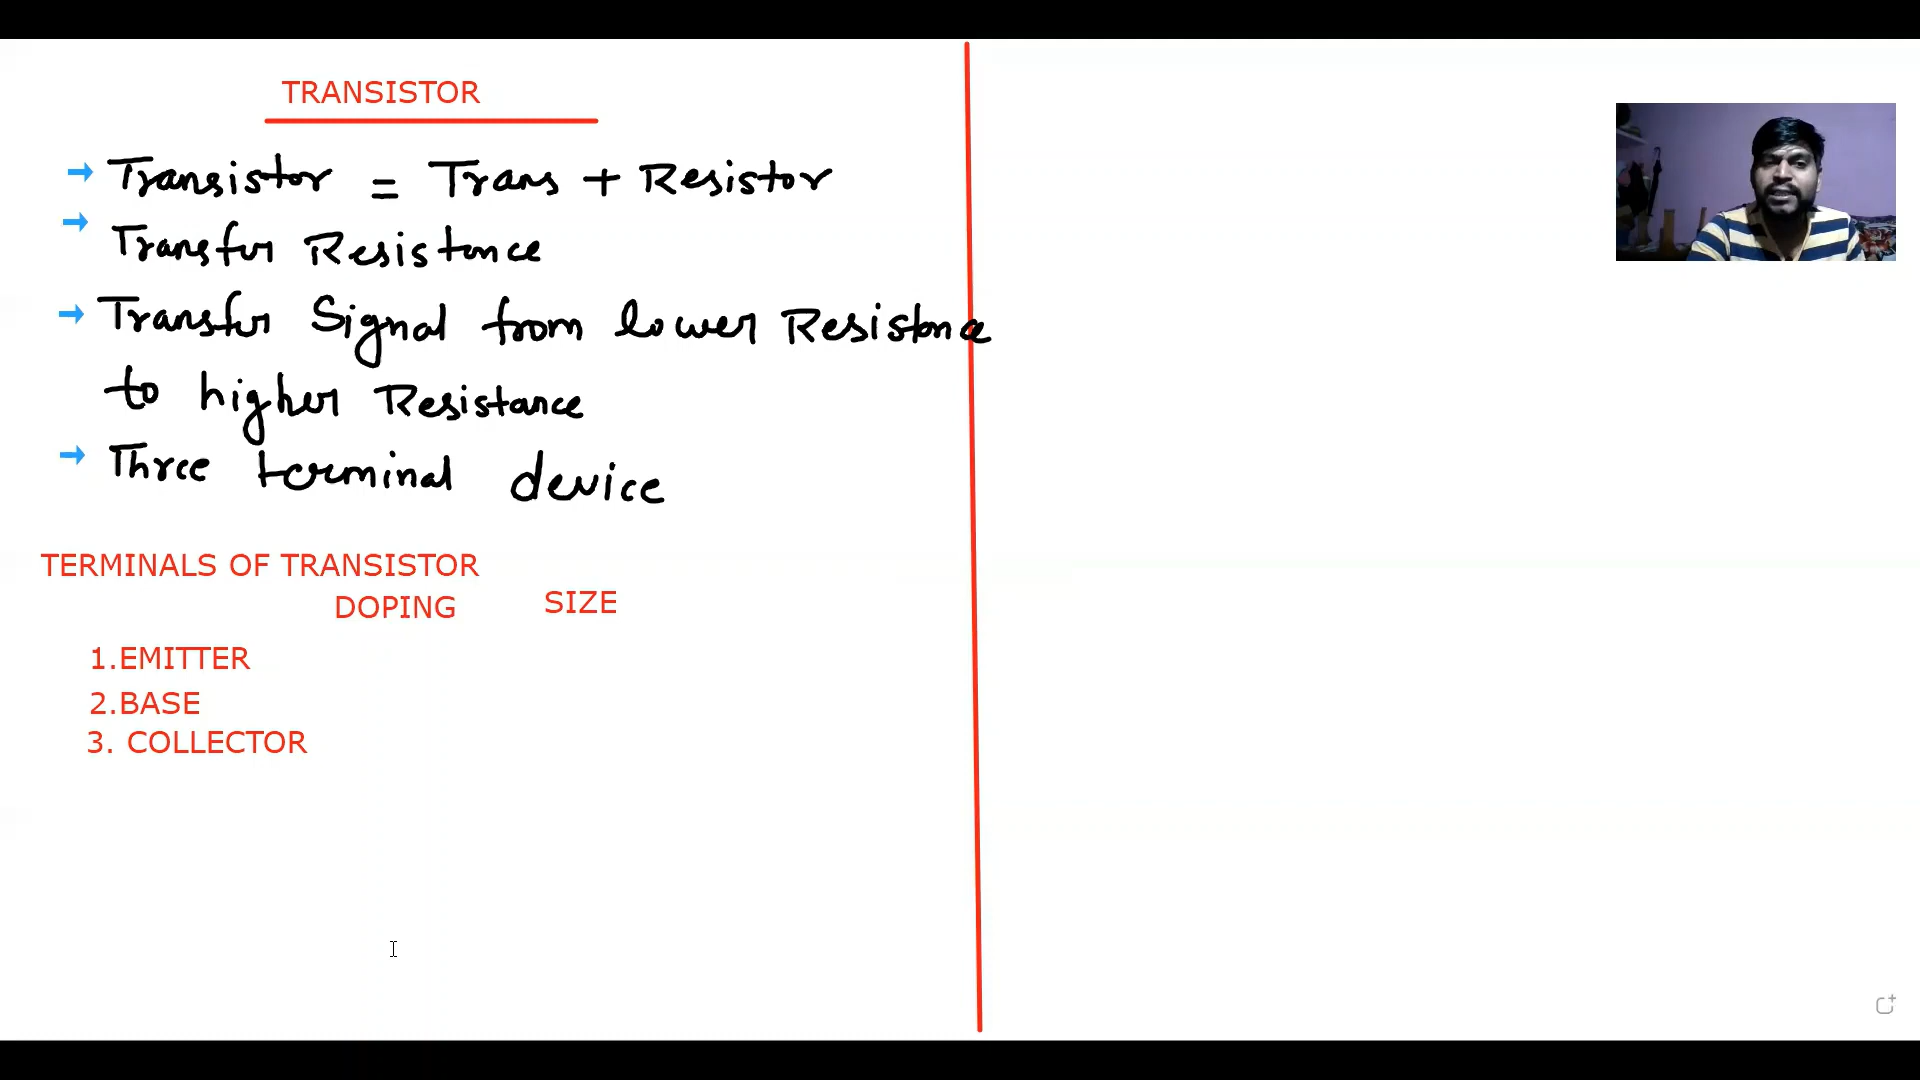 TRANSISTOR
→ Transistor = Trans + Resistor
→ Transfer Resistance
→ Transfer Signal from lower Resistance
to higher Resistance
→ Three terminal device
TERMINALS OF TRANSISTOR
DOPING SIZE
1.EMITTER
2.BASE
3. COLLECTOR